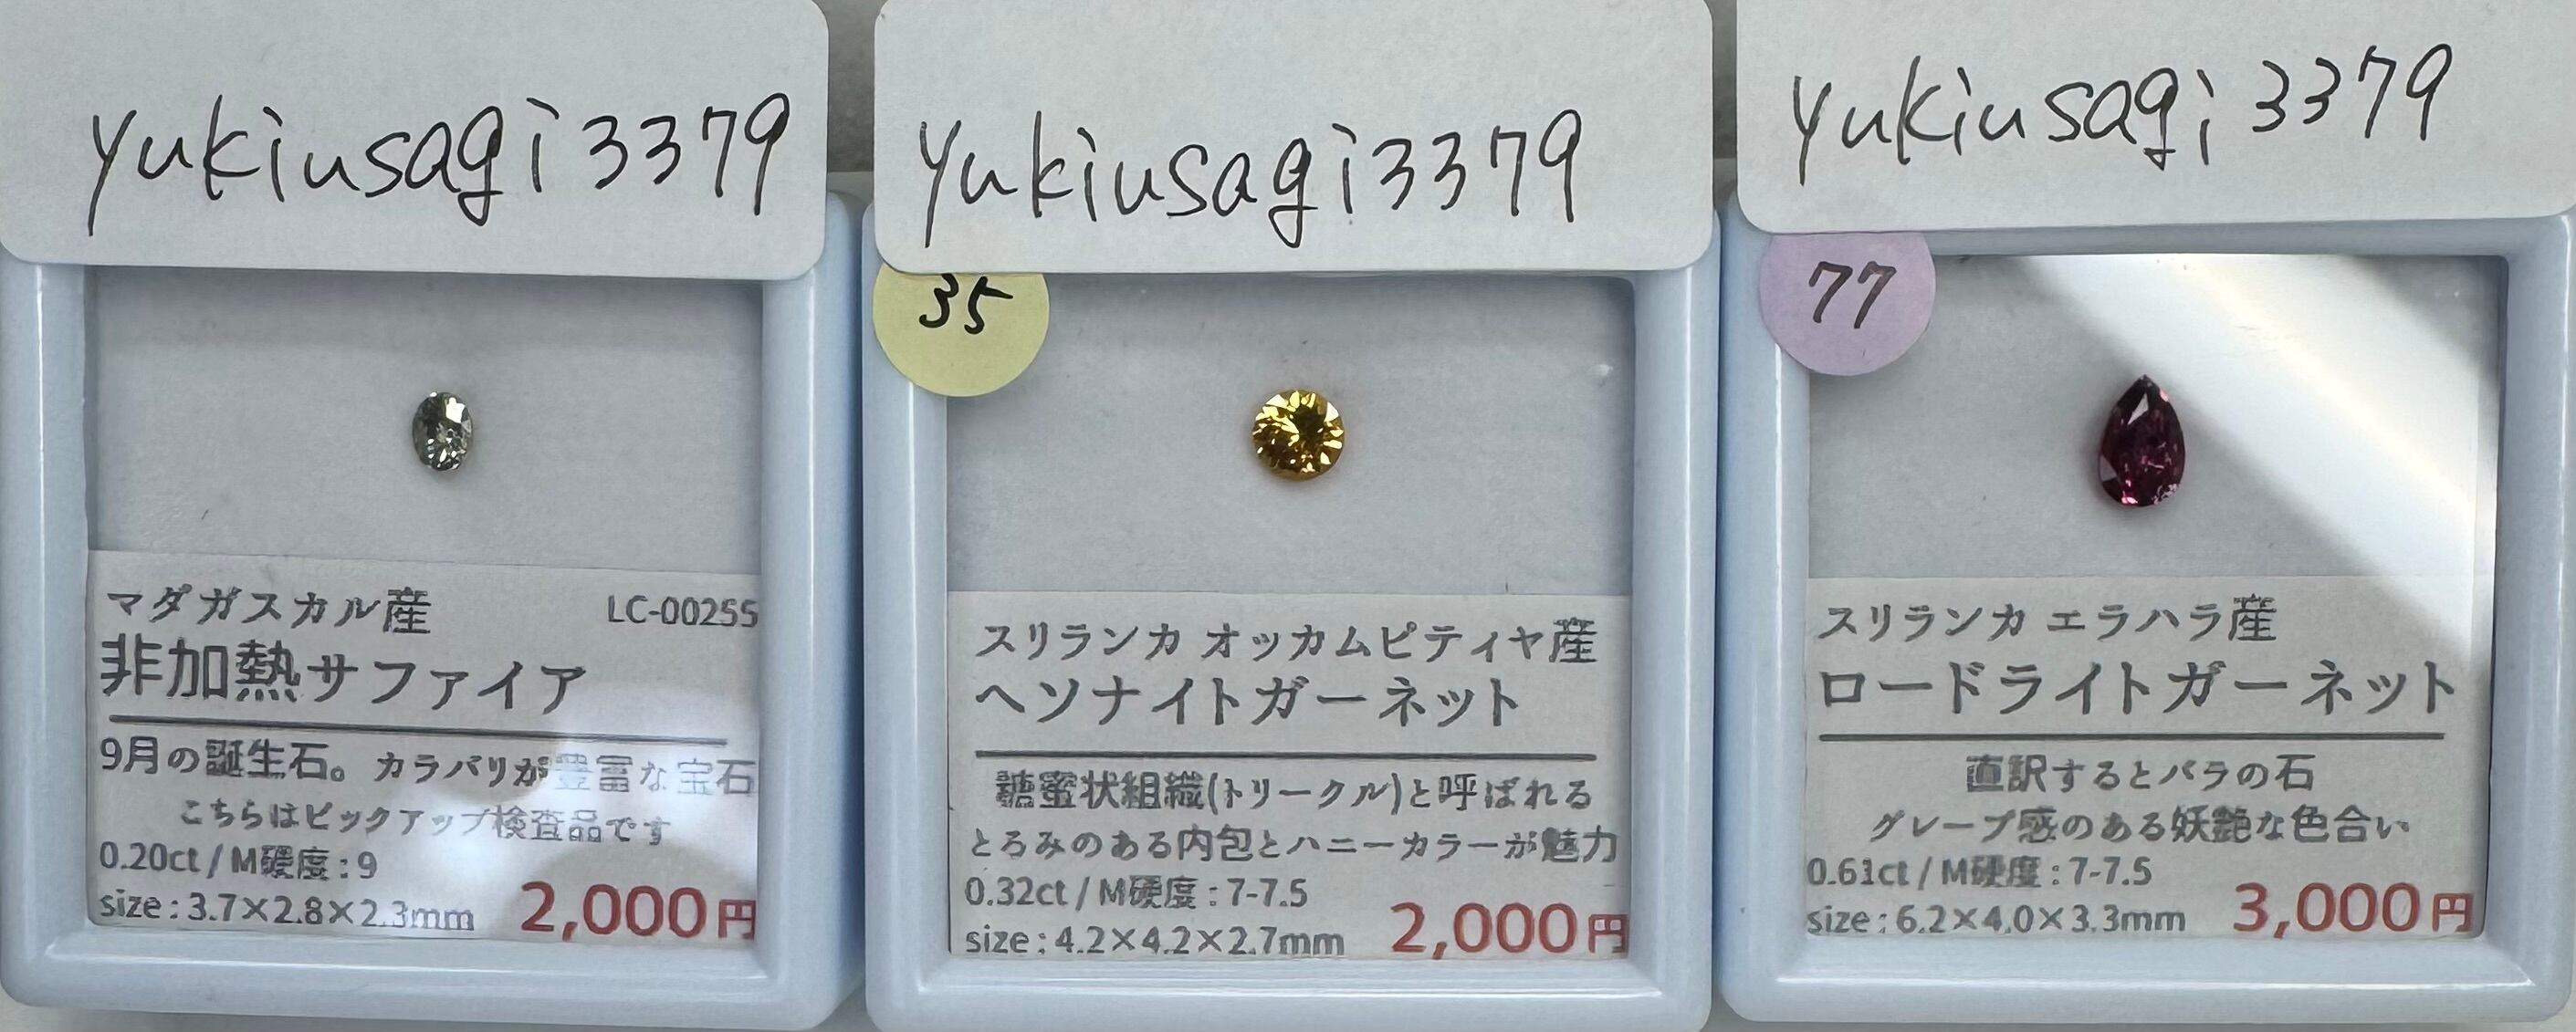 yukiusagi3379
マダガスカル産 LC-00255
非加熱サファイア
9月の誕生石。カラバリが豊富な宝石
こちらはピックアップ検査品です
0.20ct / M硬度 : 9
size : 3.7×2.8×2.3mm 2,000円
yukiusagi3379
35
スリランカ オッカムピティヤ産
ヘソナイトガーネット
糖蜜状組織(トリークル)と呼ばれる
とろみのある内包とハニーカラーが魅力
0.32ct / M硬度 : 7-7.5
size : 4.2×4.2×2.7mm 2,000円
yukiusagi3379
77
スリランカ エラハラ産
ロードライトガーネット
直訳するとバラの石
グレープ感のある妖艶な色合い
0.61ct / M硬度 : 7-7.5
size : 6.2×4.0×3.3mm 3,000円